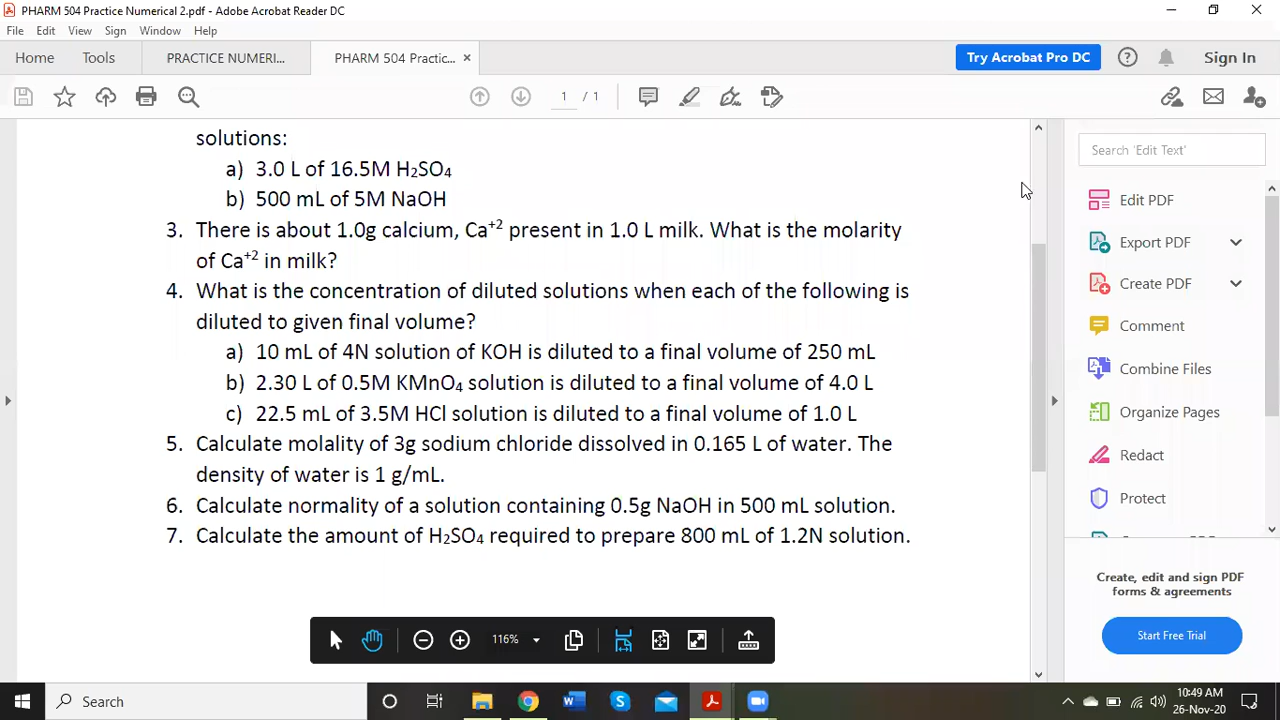 PHARM 504 Practice Numerical 2.pdf - Adobe Acrobat Reader DC
File Edit View Sign Window Help
Home Tools PRACTICE NUMERI... PHARM 504 Practic... × Try Acrobat Pro DC Sign In
1 / 1
solutions:
a) 3.0 L of 16.5M H₂SO₄
b) 500 mL of 5M NaOH
3. There is about 1.0g calcium, Ca⁺² present in 1.0 L milk. What is the molarity
of Ca⁺² in milk?
4. What is the concentration of diluted solutions when each of the following is
diluted to given final volume?
a) 10 mL of 4N solution of KOH is diluted to a final volume of 250 mL
b) 2.30 L of 0.5M KMnO₄ solution is diluted to a final volume of 4.0 L
c) 22.5 mL of 3.5M HCl solution is diluted to a final volume of 1.0 L
5. Calculate molality of 3g sodium chloride dissolved in 0.165 L of water. The
density of water is 1 g/mL.
6. Calculate normality of a solution containing 0.5g NaOH in 500 mL solution.
7. Calculate the amount of H₂SO₄ required to prepare 800 mL of 1.2N solution.
116%
Search 'Edit Text'
Edit PDF
Export PDF
Create PDF
Comment
Combine Files
Organize Pages
Redact
Protect
Create, edit and sign PDF
forms & agreements
Start Free Trial
Search
10:49 AM
26-Nov-20